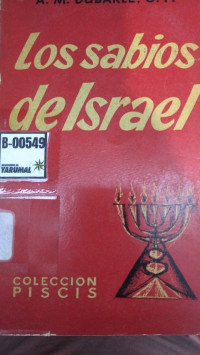 A. M. DUBARLE, O. P.
Los sabios
de Israel
B-00549
YARUMAL
COLECCION
PISCIS